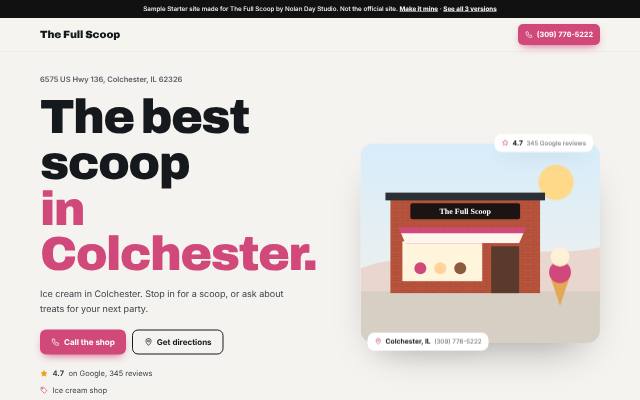 Sample Starter site made for The Full Scoop by Nolan Day Studio. Not the official site. Make it mine · See all 3 versions
The Full Scoop
(309) 776-5222
6575 US Hwy 136, Colchester, IL 62326
The best
scoop
in
Colchester.
Ice cream in Colchester. Stop in for a scoop, or ask about
treats for your next party.
Call the shop
Get directions
4.7 on Google, 345 reviews
Ice cream shop
4.7 345 Google reviews
The Full Scoop
Colchester, IL (309) 776-5222